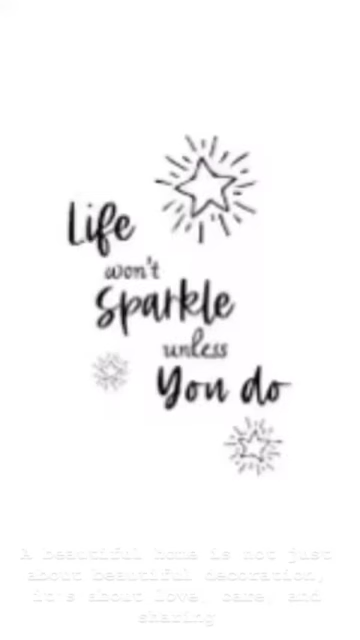 Life
won't
Sparkle
unless
You do
A beautiful home is not just
about beautiful decoration,
it's about love, care, and
sharing